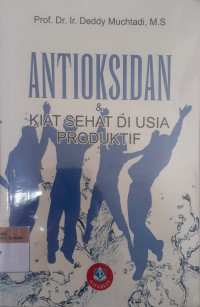 Prof. Dr. Ir. Deddy Muchtadi, M.S
ANTIOKSIDAN
&
KIAT SEHAT DI USIA
PRODUKTIF